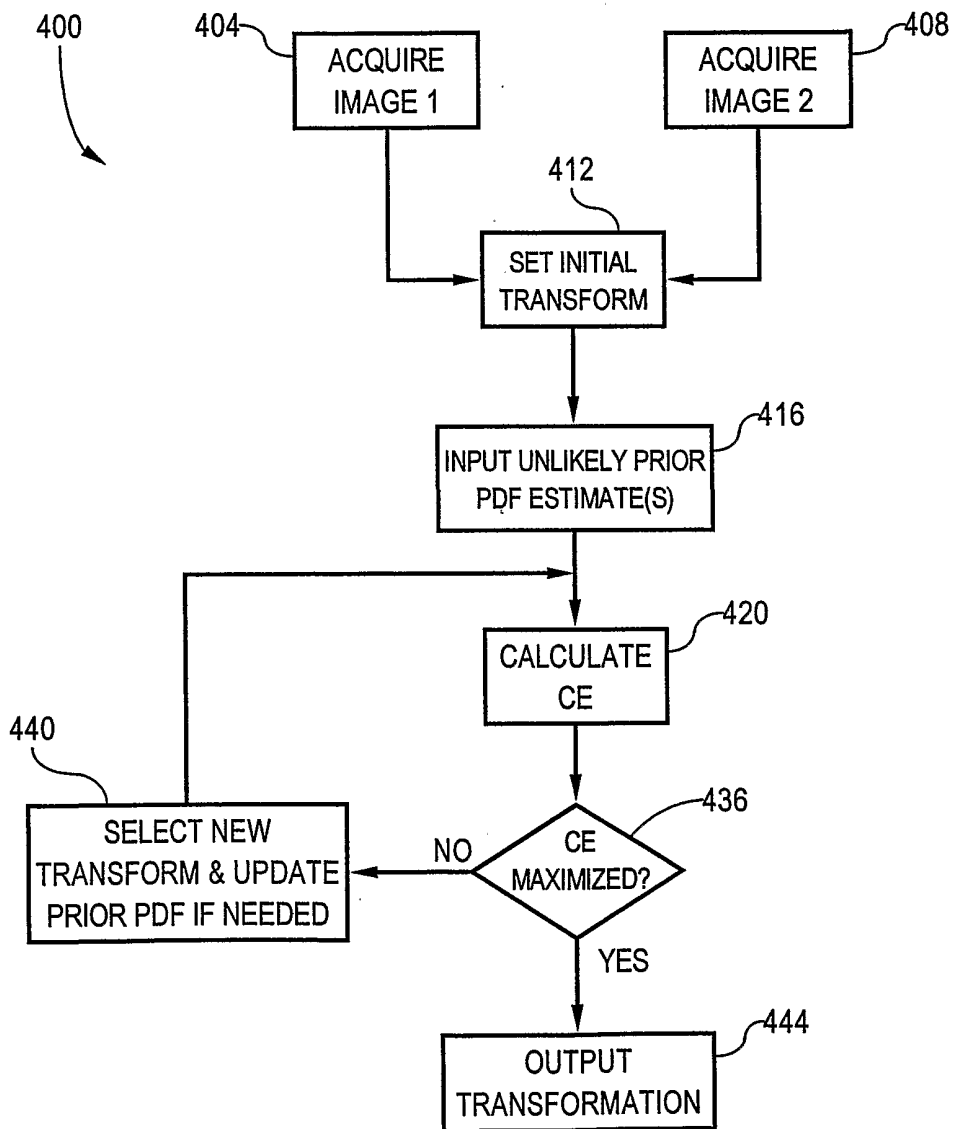 400
404
ACQUIRE
IMAGE 1
408
ACQUIRE
IMAGE 2
412
SET INITIAL
TRANSFORM
416
INPUT UNLIKELY PRIOR
PDF ESTIMATE(S)
420
CALCULATE
CE
436
CE
MAXIMIZED?
NO
440
SELECT NEW
TRANSFORM & UPDATE
PRIOR PDF IF NEEDED
YES
444
OUTPUT
TRANSFORMATION